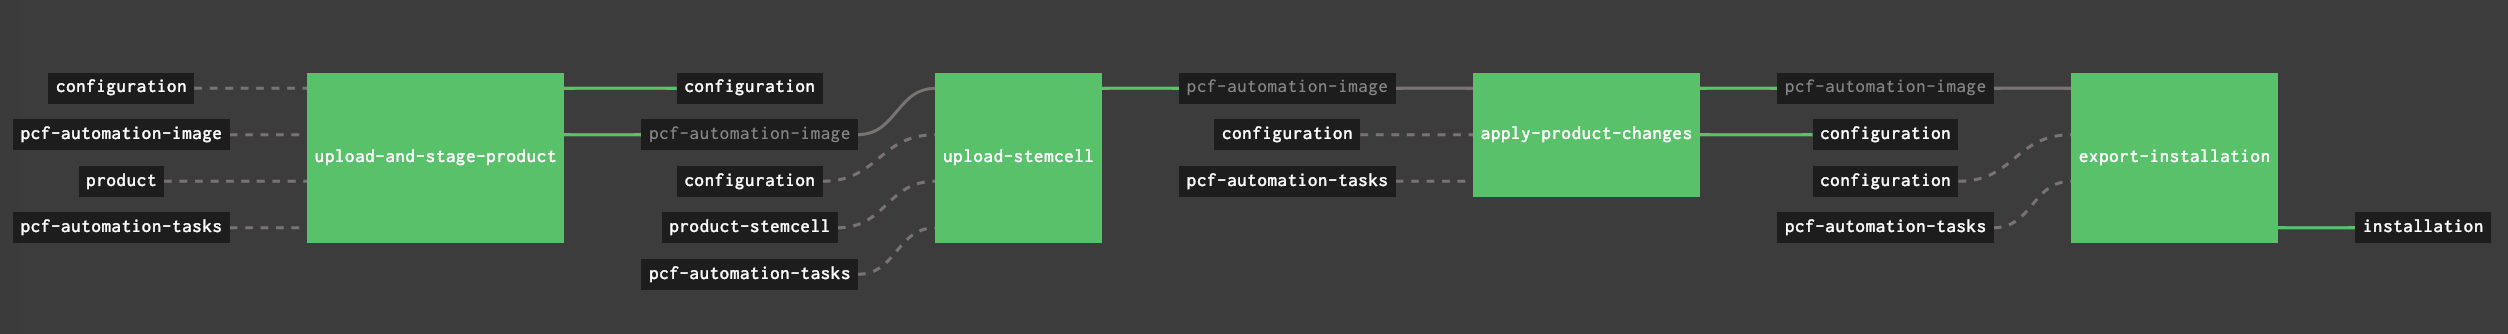 configuration
pcf-automation-image
product
pcf-automation-tasks
upload-and-stage-product
configuration
pcf-automation-image
configuration
product-stemcell
pcf-automation-tasks
upload-stemcell
pcf-automation-image
configuration
pcf-automation-tasks
apply-product-changes
pcf-automation-image
configuration
configuration
pcf-automation-tasks
export-installation
installation